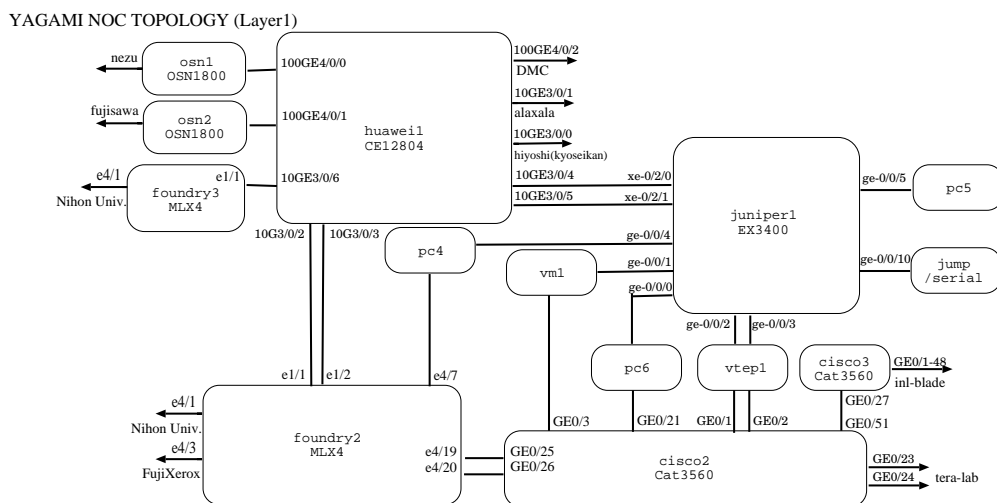 YAGAMI NOC TOPOLOGY (Layer1)
nezu
osn1
OSN1800
100GE4/0/0
100GE4/0/2
DMC
fujisawa
osn2
OSN1800
100GE4/0/1
10GE3/0/1
alaxala
huawei1
CE12804
10GE3/0/0
hiyoshi(kyoseikan)
e4/1
Nihon Univ.
e1/1
foundry3
MLX4
10GE3/0/6
10GE3/0/4
xe-0/2/0
10GE3/0/5
xe-0/2/1
juniper1
EX3400
ge-0/0/5
pc5
10G3/0/2
10G3/0/3
pc4
ge-0/0/4
vm1
ge-0/0/1
ge-0/0/0
ge-0/0/10
jump
/serial
ge-0/0/2
ge-0/0/3
e1/1
e1/2
e4/7
pc6
vtep1
cisco3
Cat3560
GE0/1-48
inl-blade
GE0/27
e4/1
Nihon Univ.
e4/3
FujiXerox
foundry2
MLX4
GE0/3
GE0/21
GE0/1
GE0/2
GE0/51
e4/19
GE0/25
e4/20
GE0/26
cisco2
Cat3560
GE0/23
GE0/24
tera-lab